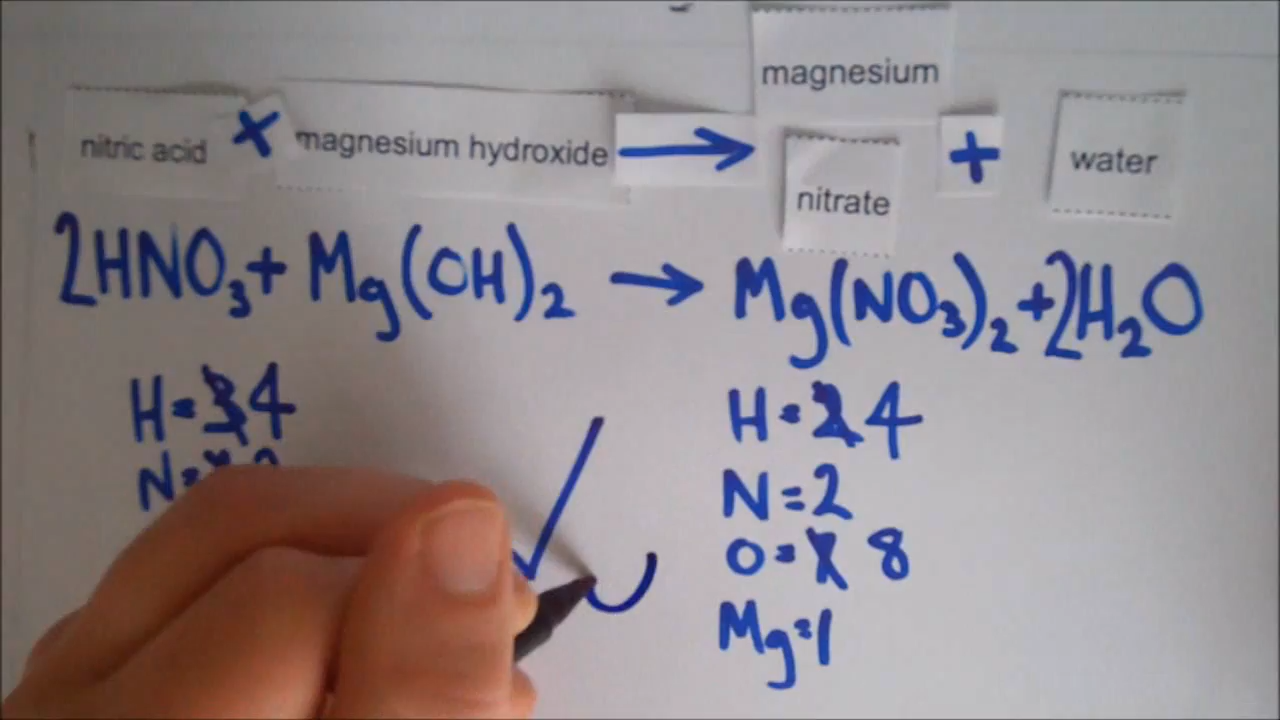 magnesium
nitric acid + magnesium hydroxide → + water
nitrate
2HNO₃ + Mg(OH)₂ → Mg(NO₃)₂ + 2H₂O
H = 4 H = 4
N = N = 2
O = 8
Mg = 1